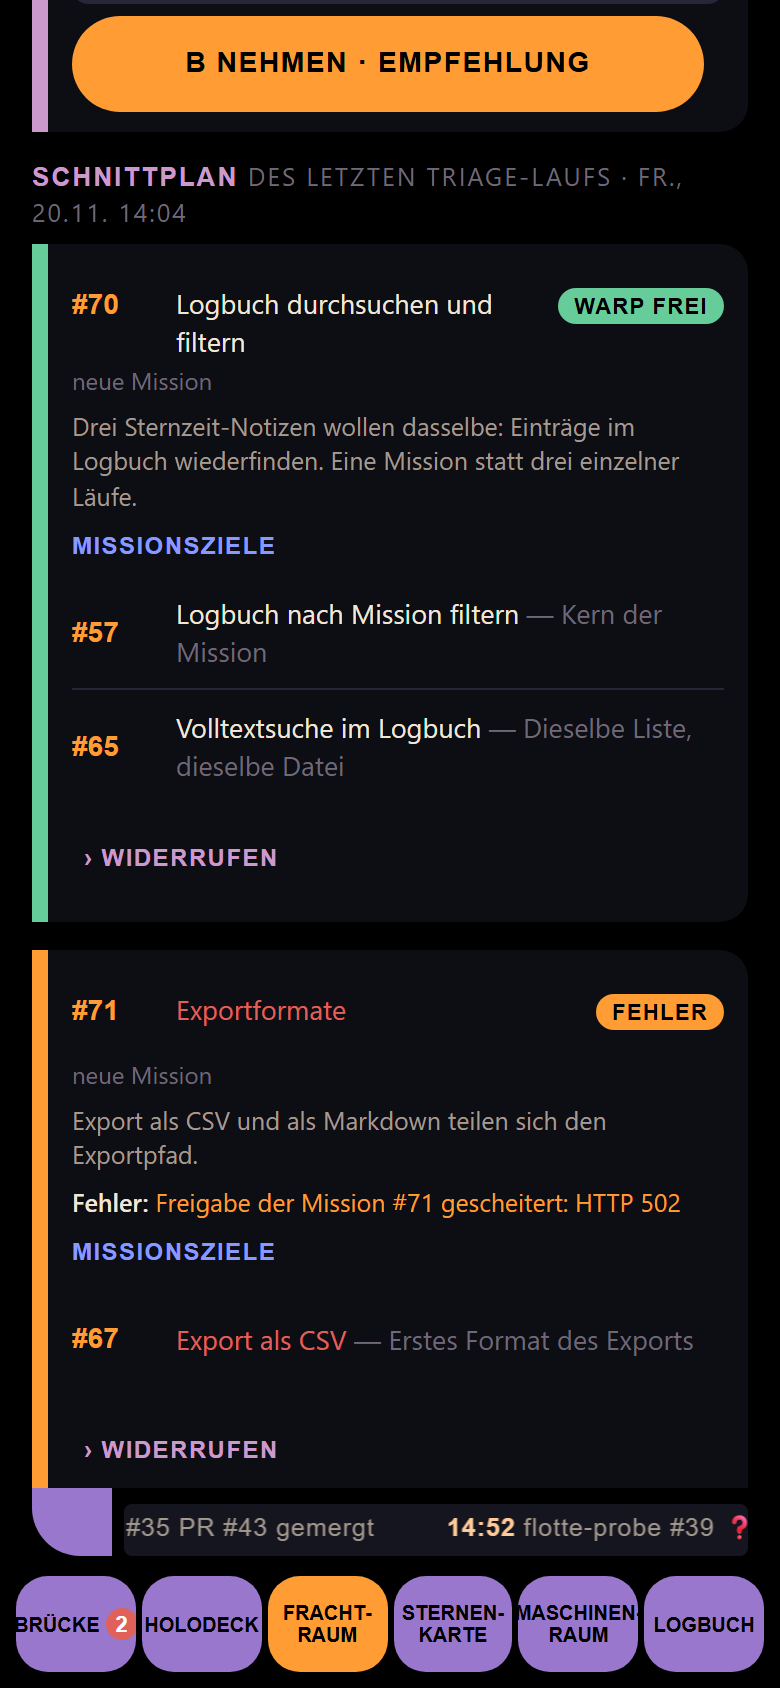 B NEHMEN · EMPFEHLUNG
SCHNITTPLAN DES LETZTEN TRIAGE-LAUFS · FR.,
20.11. 14:04
#70 Logbuch durchsuchen und WARP FREI
filtern
neue Mission
Drei Sternzeit-Notizen wollen dasselbe: Einträge im
Logbuch wiederfinden. Eine Mission statt drei einzelner
Läufe.
MISSIONSZIELE
#57 Logbuch nach Mission filtern — Kern der
Mission
#65 Volltextsuche im Logbuch — Dieselbe Liste,
dieselbe Datei
› WIDERRUFEN
#71 Exportformate FEHLER
neue Mission
Export als CSV und als Markdown teilen sich den
Exportpfad.
Fehler: Freigabe der Mission #71 gescheitert: HTTP 502
MISSIONSZIELE
#67 Export als CSV — Erstes Format des Exports
› WIDERRUFEN
#35 PR #43 gemergt 14:52 flotte-probe #39 ❓
BRÜCKE 2 HOLODECK FRACHT-
RAUM STERNEN-
KARTE MASCHINEN-
RAUM LOGBUCH